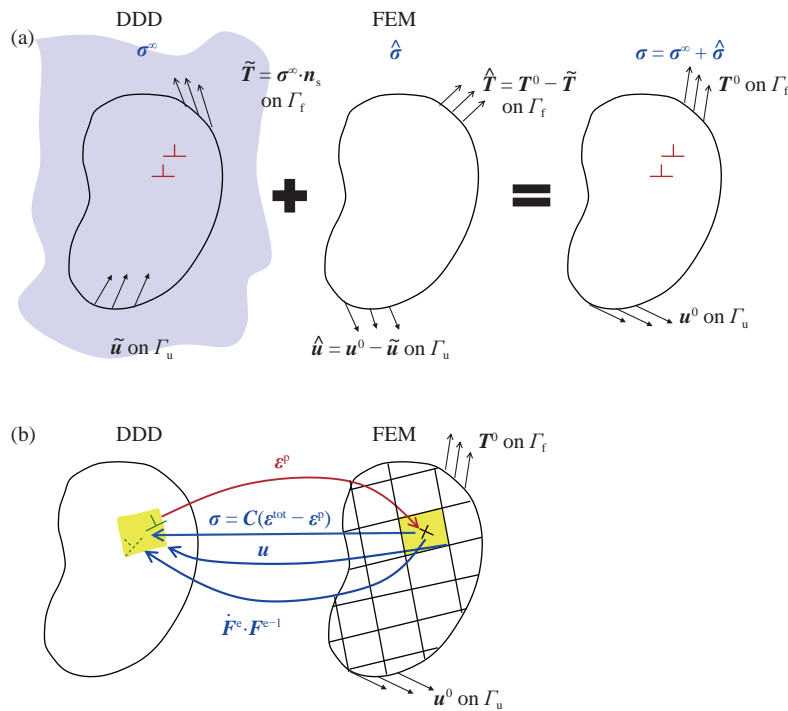 DDD
FEM
(a)
σ^∞
σ̂
σ = σ^∞ + σ̂
T̃ = σ^∞·n_s
on Γ_f
T̂ = T^0 − T̃
on Γ_f
T^0 on Γ_f
ũ on Γ_u
û = u^0 − ũ on Γ_u
u^0 on Γ_u
(b)
DDD
FEM
T^0 on Γ_f
ε^p
σ = C(ε^tot − ε^p)
u
Ḟ^e·F^e−1
u^0 on Γ_u